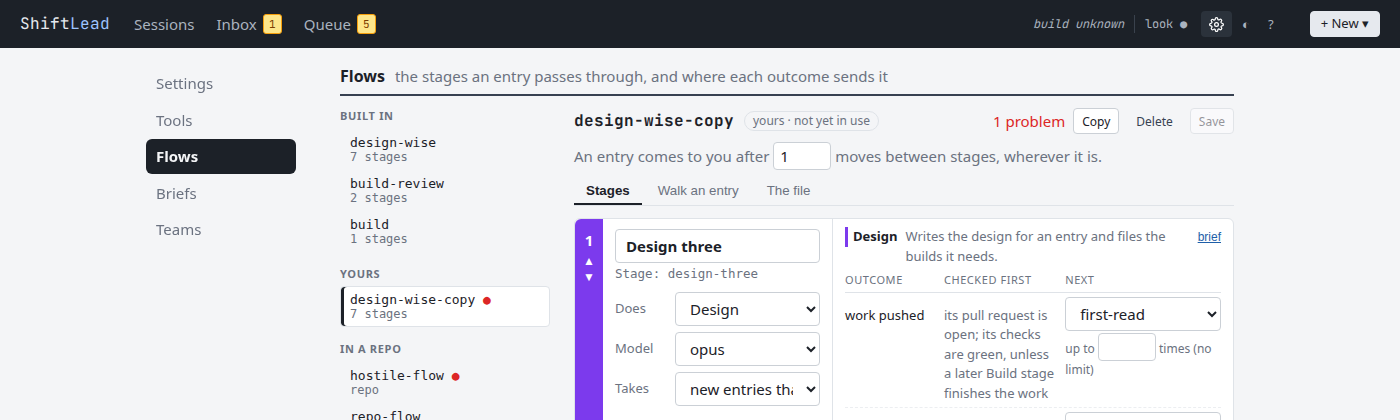 ShiftLead Sessions Inbox 1 Queue 5 build unknown look ● ? + New ▾
Settings
Tools
Flows
Briefs
Teams
Flows the stages an entry passes through, and where each outcome sends it
BUILT IN
design-wise
7 stages
build-review
2 stages
build
1 stages
YOURS
design-wise-copy ●
7 stages
IN A REPO
hostile-flow ●
repo
repo-flow
design-wise-copy yours · not yet in use 1 problem Copy Delete Save
An entry comes to you after 1 moves between stages, wherever it is.
Stages Walk an entry The file
1
▲
▼
Design three
Stage: design-three
Does Design
Model opus
Takes new entries tha
Design Writes the design for an entry and files the brief
builds it needs.
OUTCOME CHECKED FIRST NEXT
work pushed its pull request is first-read
open; its checks up to times (no
are green, unless limit)
a later Build stage
finishes the work